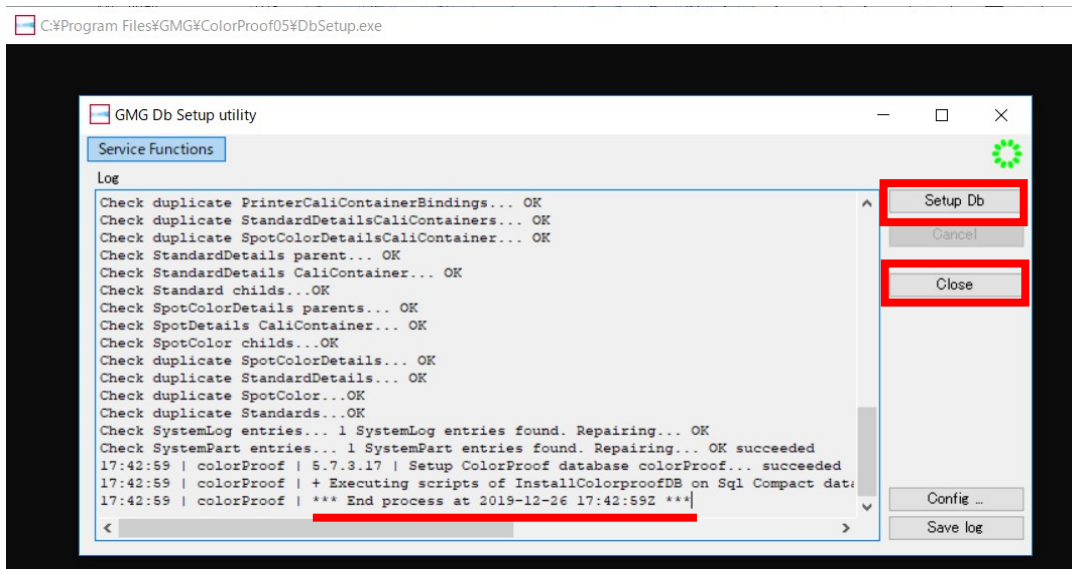 C:¥Program Files¥GMG¥ColorProof05¥DbSetup.exe
GMG Db Setup utility
Service Functions
Log
Check duplicate PrinterCaliContainerBindings... OK
Check duplicate StandardDetailsCaliContainers... OK
Check duplicate SpotColorDetailsCaliContainer... OK
Check StandardDetails parent... OK
Check StandardDetails CaliContainer... OK
Check Standard childs...OK
Check SpotColorDetails parents... OK
Check SpotDetails CaliContainer... OK
Check SpotColor childs...OK
Check duplicate SpotColorDetails... OK
Check duplicate StandardDetails... OK
Check duplicate SpotColor...OK
Check duplicate Standards...OK
Check SystemLog entries... 1 SystemLog entries found. Repairing... OK
Check SystemPart entries... 1 SystemPart entries found. Repairing... OK succeeded
17:42:59 | colorProof | 5.7.3.17 | Setup ColorProof database colorProof... succeeded
17:42:59 | colorProof | + Executing scripts of InstallColorproofDB on Sql Compact data
17:42:59 | colorProof | *** End process at 2019-12-26 17:42:59Z ***
Setup Db
Cancel
Close
Config ...
Save log